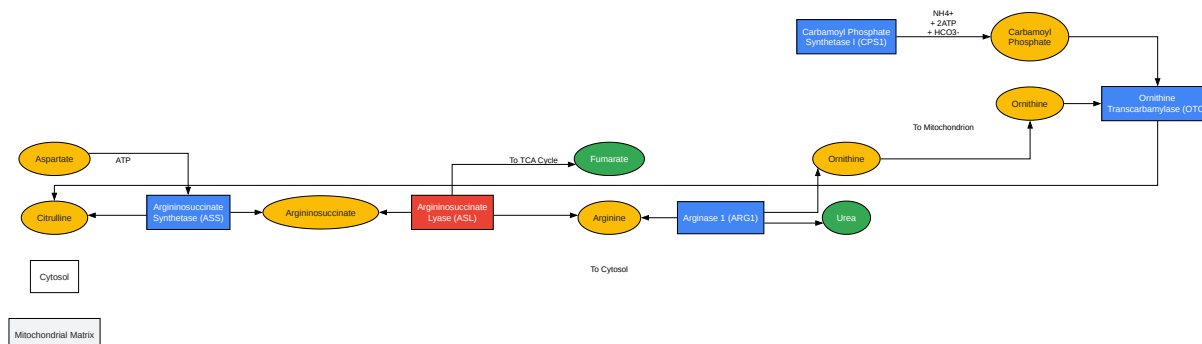 NH4+
+ 2ATP
+ HCO3-
Carbamoyl Phosphate
Synthetase I (CPS1)
Carbamoyl
Phosphate
Ornithine
Ornithine
Transcarbamylase (OTC
To Mitochondrion
Aspartate
ATP
To TCA Cycle
Fumarate
Ornithine
Citrulline
Argininosuccinate
Synthetase (ASS)
Argininosuccinate
Argininosuccinate
Lyase (ASL)
Arginine
Arginase 1 (ARG1)
Urea
Cytosol
To Cytosol
Mitochondrial Matrix